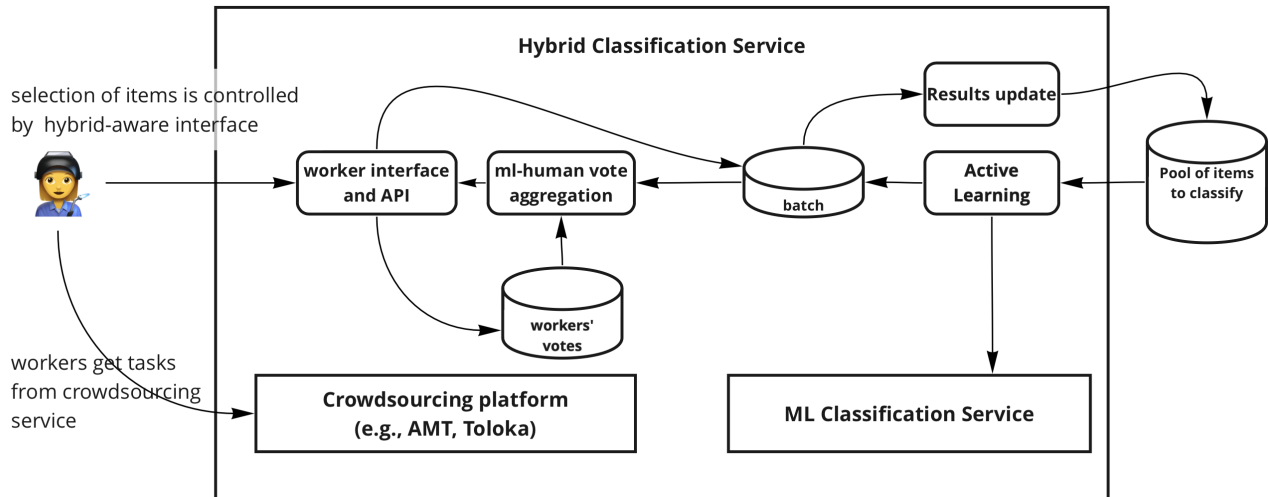 Hybrid Classification Service
selection of items is controlled
by hybrid-aware interface
Results update
worker interface
and API
ml-human vote
aggregation
batch
Active
Learning
Pool of items
to classify
workers'
votes
workers get tasks
from crowdsourcing
service
Crowdsourcing platform
(e.g., AMT, Toloka)
ML Classification Service